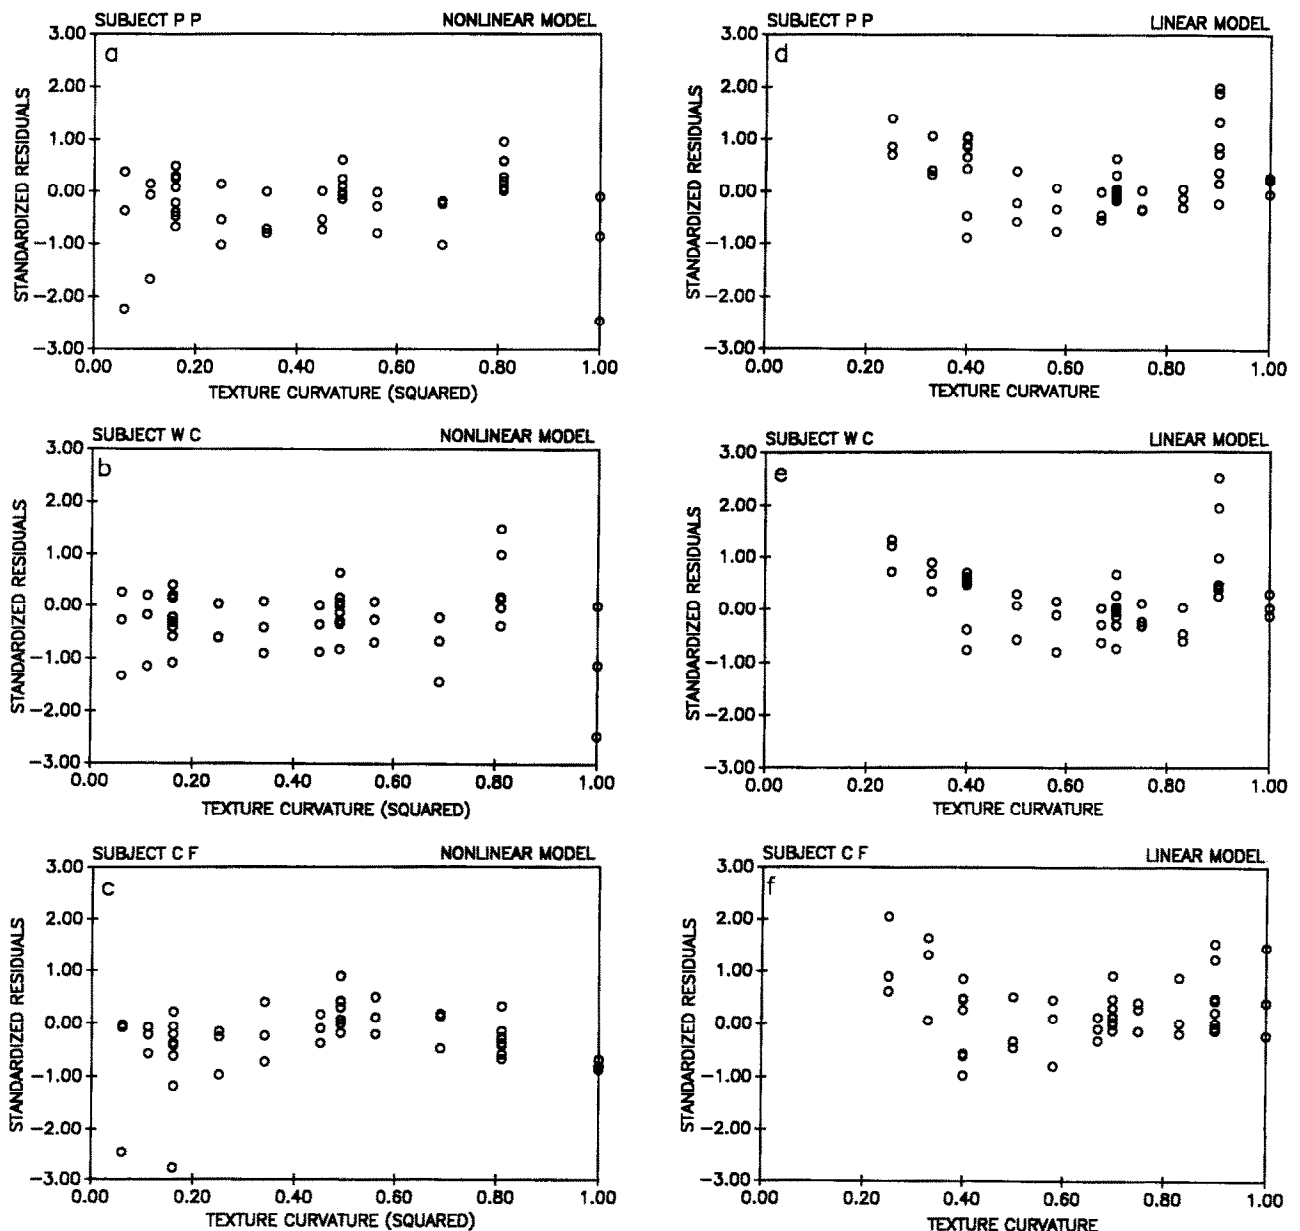 SUBJECT P P NONLINEAR MODEL
a
3.00
2.00
1.00
0.00
−1.00
−2.00
−3.00
STANDARDIZED RESIDUALS
0.00 0.20 0.40 0.60 0.80 1.00
TEXTURE CURVATURE (SQUARED)
SUBJECT P P LINEAR MODEL
d
3.00
2.00
1.00
0.00
−1.00
−2.00
−3.00
STANDARDIZED RESIDUALS
0.00 0.20 0.40 0.60 0.80 1.00
TEXTURE CURVATURE
SUBJECT W C NONLINEAR MODEL
b
3.00
2.00
1.00
0.00
−1.00
−2.00
−3.00
STANDARDIZED RESIDUALS
0.00 0.20 0.40 0.60 0.80 1.00
TEXTURE CURVATURE (SQUARED)
SUBJECT W C LINEAR MODEL
e
3.00
2.00
1.00
0.00
−1.00
−2.00
−3.00
STANDARDIZED RESIDUALS
0.00 0.20 0.40 0.60 0.80 1.00
TEXTURE CURVATURE
SUBJECT C F NONLINEAR MODEL
c
3.00
2.00
1.00
0.00
−1.00
−2.00
−3.00
STANDARDIZED RESIDUALS
0.00 0.20 0.40 0.60 0.80 1.00
TEXTURE CURVATURE (SQUARED)
SUBJECT C F LINEAR MODEL
f
3.00
2.00
1.00
0.00
−1.00
−2.00
−3.00
STANDARDIZED RESIDUALS
0.00 0.20 0.40 0.60 0.80 1.00
TEXTURE CURVATURE